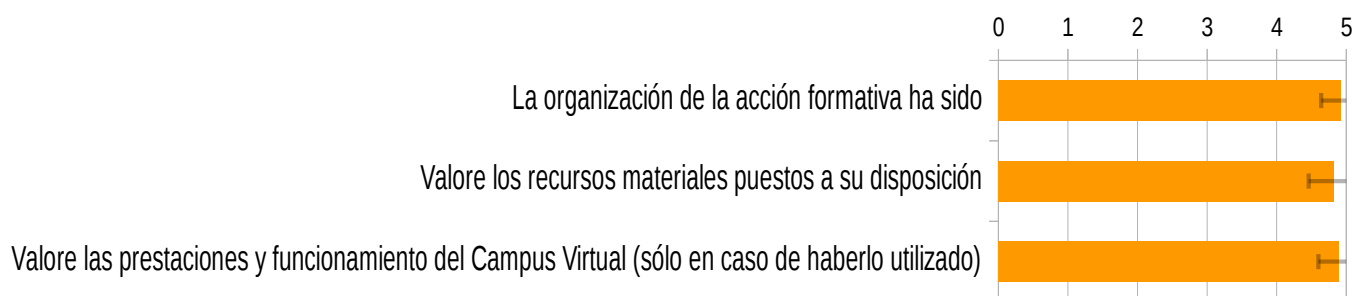 0 1 2 3 4 5
La organización de la acción formativa ha sido
Valore los recursos materiales puestos a su disposición
Valore las prestaciones y funcionamiento del Campus Virtual (sólo en caso de haberlo utilizado)